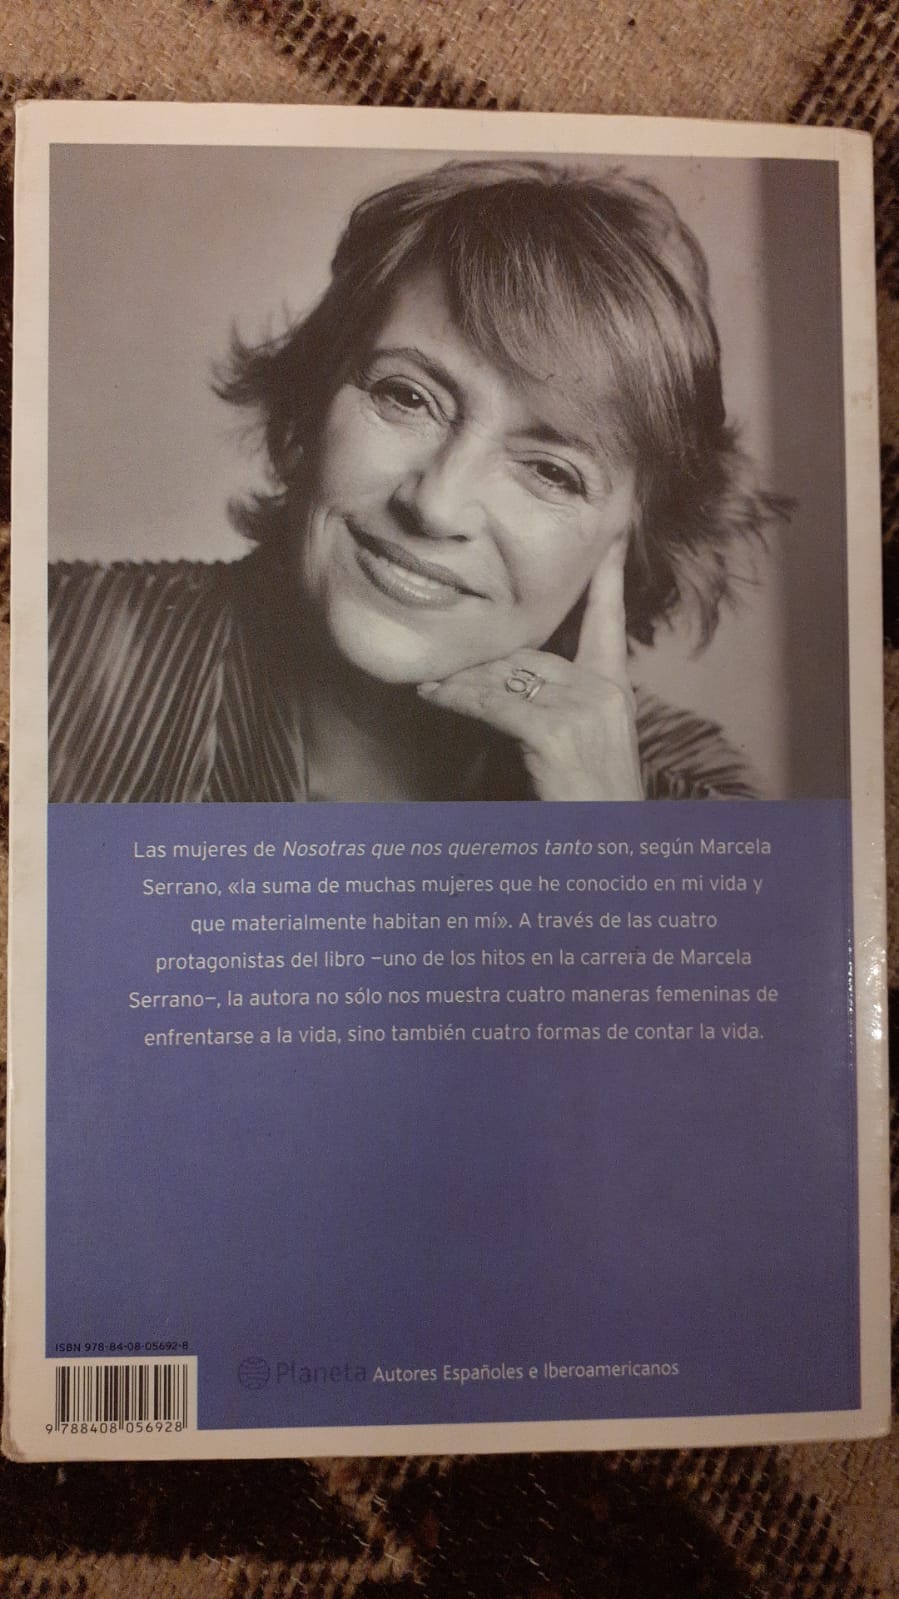 Las mujeres de Nosotras que nos queremos tanto son, según Marcela
Serrano, «la suma de muchas mujeres que he conocido en mi vida y
que materialmente habitan en mí». A través de las cuatro
protagonistas del libro –uno de los hitos en la carrera de Marcela
Serrano–, la autora no sólo nos muestra cuatro maneras femeninas de
enfrentarse a la vida, sino también cuatro formas de contar la vida.
ISBN 978-84-08-05692-8
9 788408 056928
Planeta Autores Españoles e Iberoamericanos